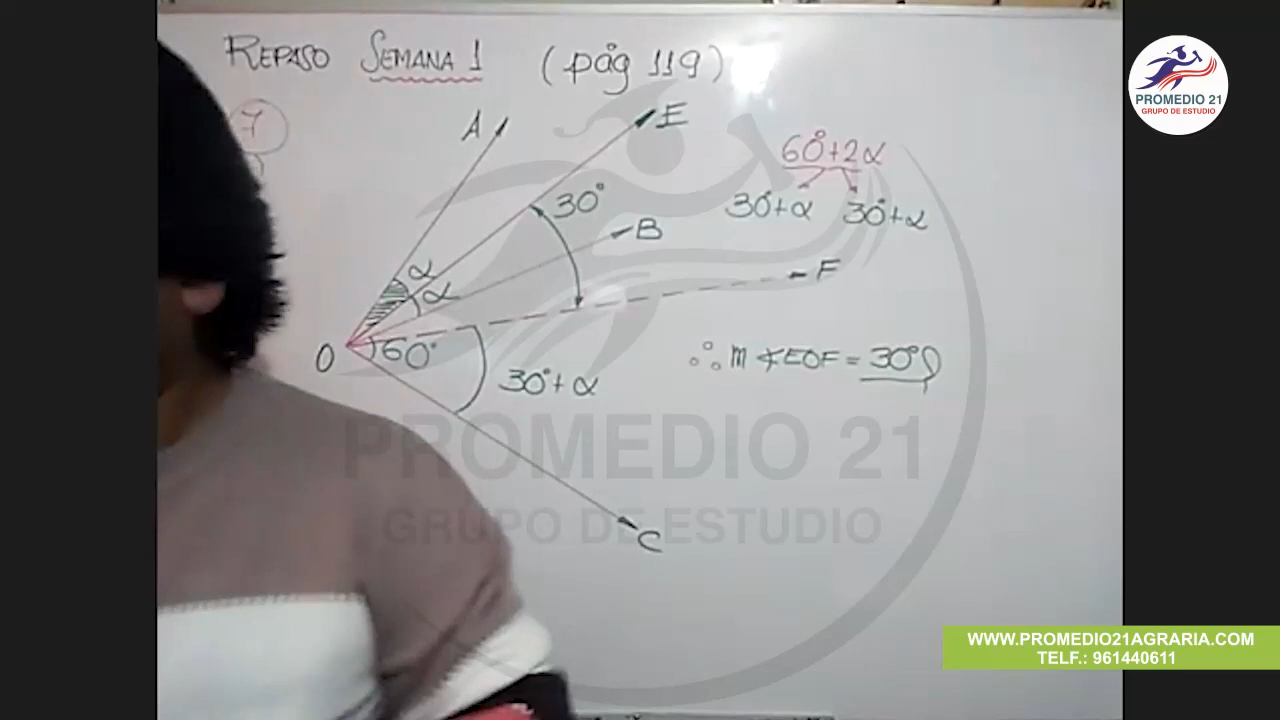 REPASO SEMANA 1 (pág 119)
7
A
E
60°+2α
30°+α 30°+α
30°
B
α
α
F
O
60°
30°+α
∴ m∢EOF = 30°
C
PROMEDIO 21
GRUPO DE ESTUDIO
PROMEDIO 21
GRUPO DE ESTUDIO
WWW.PROMEDIO21AGRARIA.COM
TELF.: 961440611